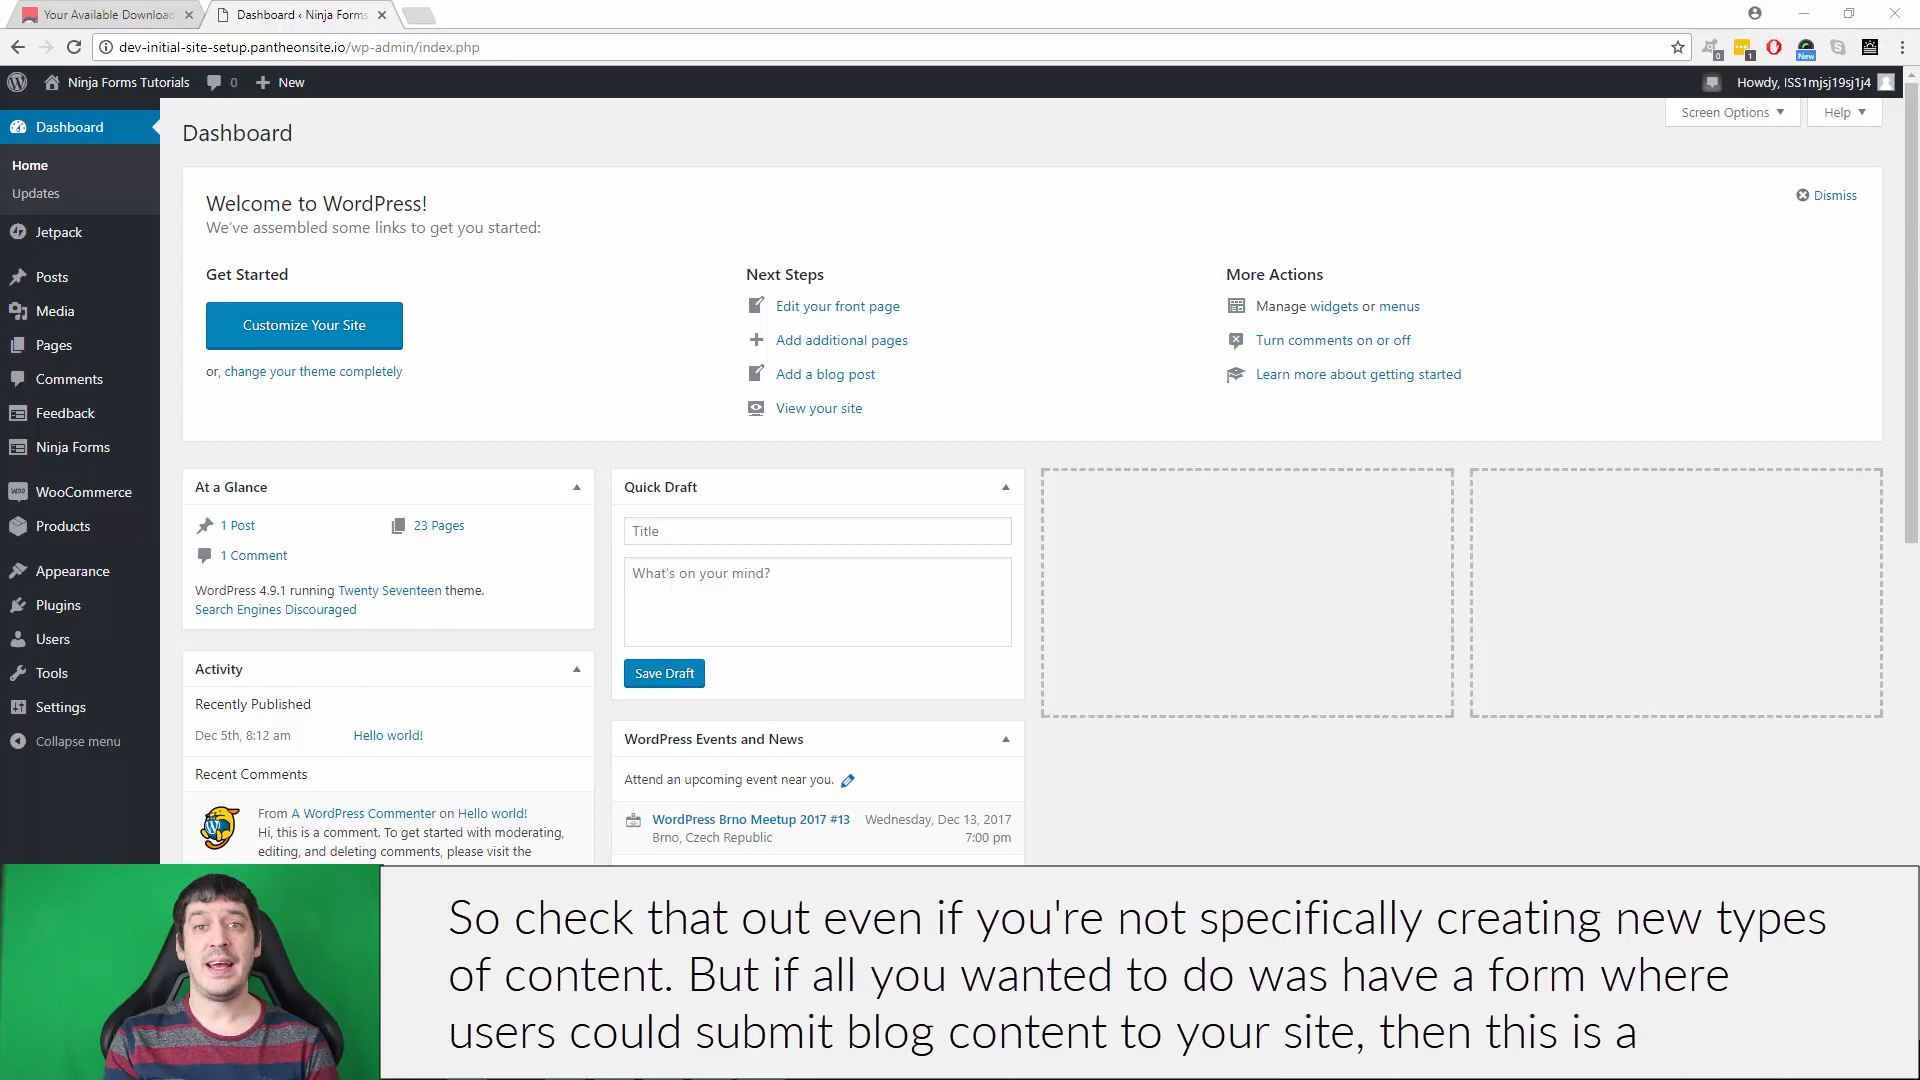 Your Available Download
Dashboard ‹ Ninja Forms
dev-initial-site-setup.pantheonsite.io/wp-admin/index.php
0
1
New
Ninja Forms Tutorials
0
New
Howdy, ISS1mjsj19sj1j4
Dashboard
Home
Updates
Jetpack
Posts
Media
Pages
Comments
Feedback
Ninja Forms
WooCommerce
Products
Appearance
Plugins
Users
Tools
Settings
Collapse menu
Screen Options
Help
Dashboard
Welcome to WordPress!
We've assembled some links to get you started:
Dismiss
Get Started
Customize Your Site
or, change your theme completely
Next Steps
Edit your front page
Add additional pages
Add a blog post
View your site
More Actions
Manage widgets or menus
Turn comments on or off
Learn more about getting started
At a Glance
1 Post
23 Pages
1 Comment
WordPress 4.9.1 running Twenty Seventeen theme.
Search Engines Discouraged
Activity
Recently Published
Dec 5th, 8:12 am
Hello world!
Recent Comments
From A WordPress Commenter on Hello world!
Hi, this is a comment. To get started with moderating,
editing, and deleting comments, please visit the
Quick Draft
Title
What's on your mind?
Save Draft
WordPress Events and News
Attend an upcoming event near you.
WordPress Brno Meetup 2017 #13
Wednesday, Dec 13, 2017
Brno, Czech Republic
7:00 pm
So check that out even if you're not specifically creating new types
of content. But if all you wanted to do was have a form where
users could submit blog content to your site, then this is a